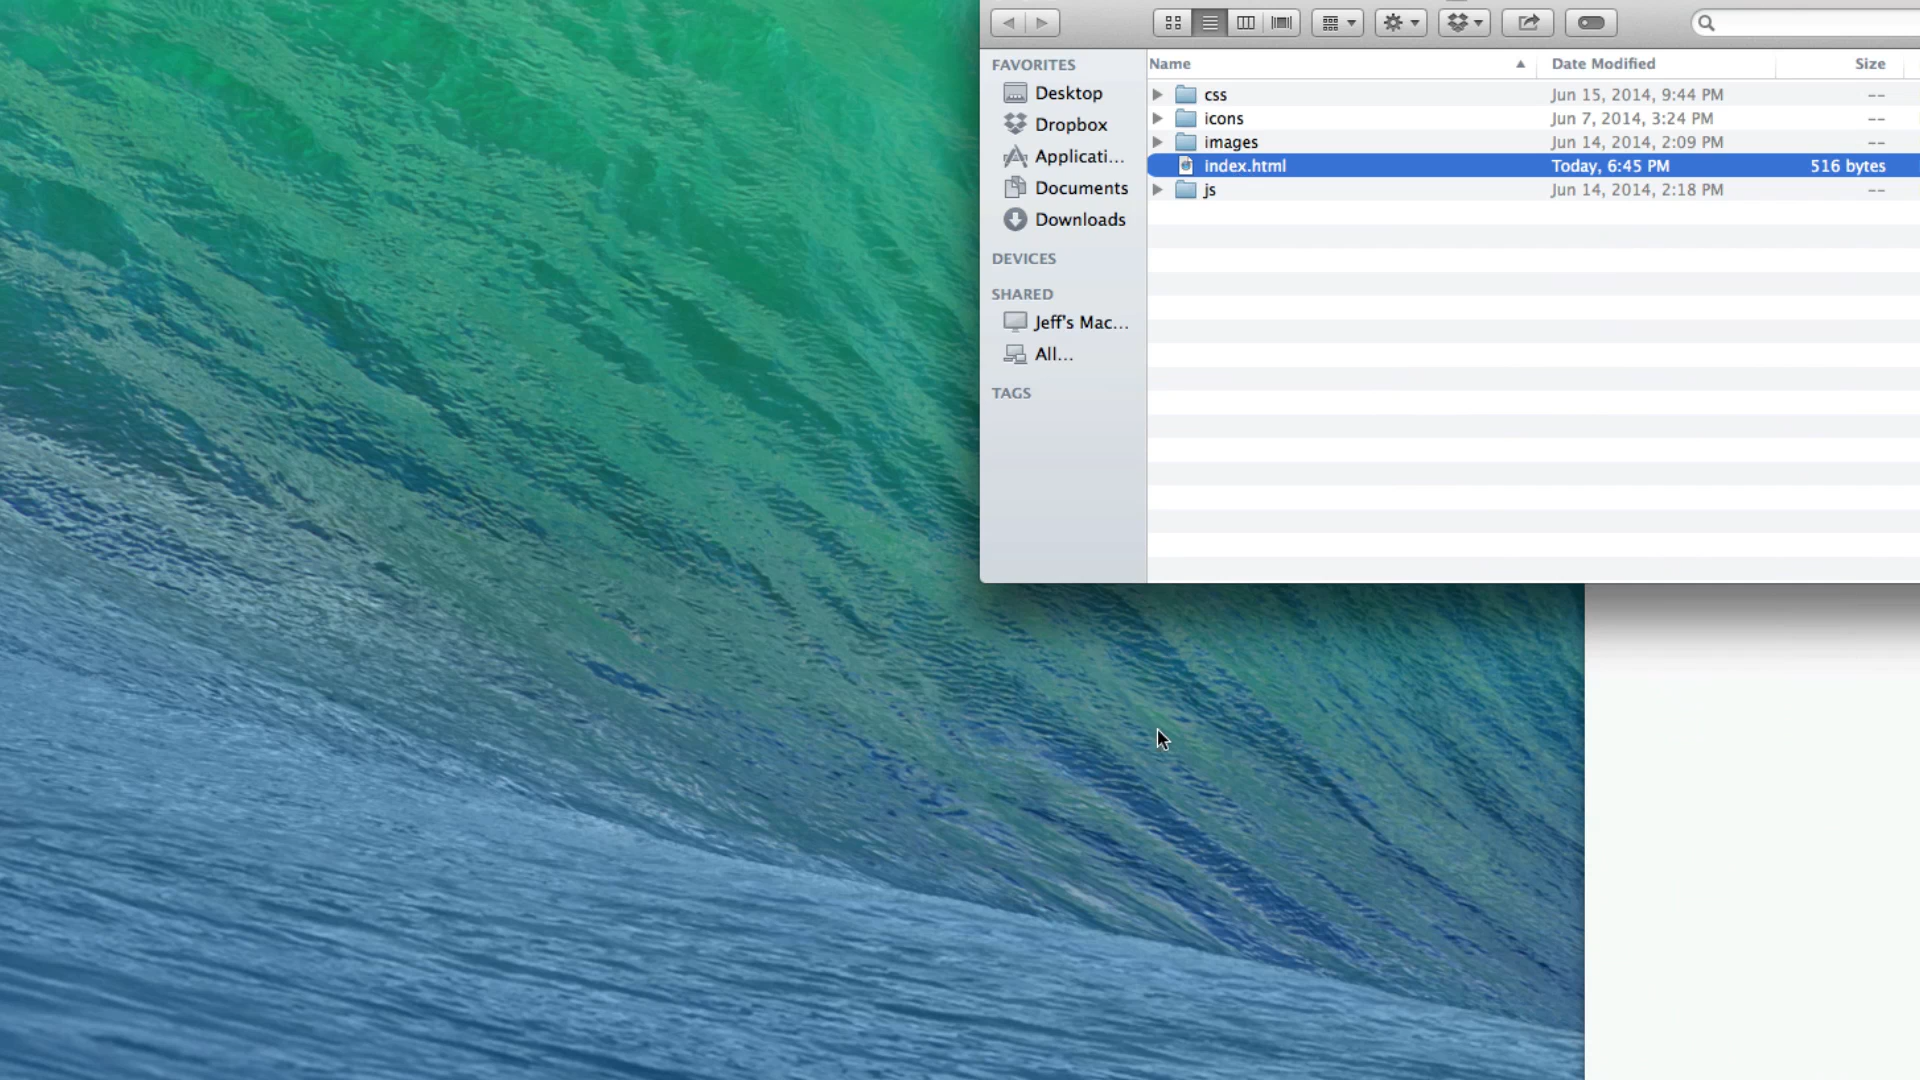 FAVORITES
Desktop
Dropbox
Applicati...
Documents
Downloads
DEVICES
SHARED
Jeff's Mac...
All...
TAGS
Name Date Modified Size
css Jun 15, 2014, 9:44 PM --
icons Jun 7, 2014, 3:24 PM --
images Jun 14, 2014, 2:09 PM --
index.html Today, 6:45 PM 516 bytes
js Jun 14, 2014, 2:18 PM --